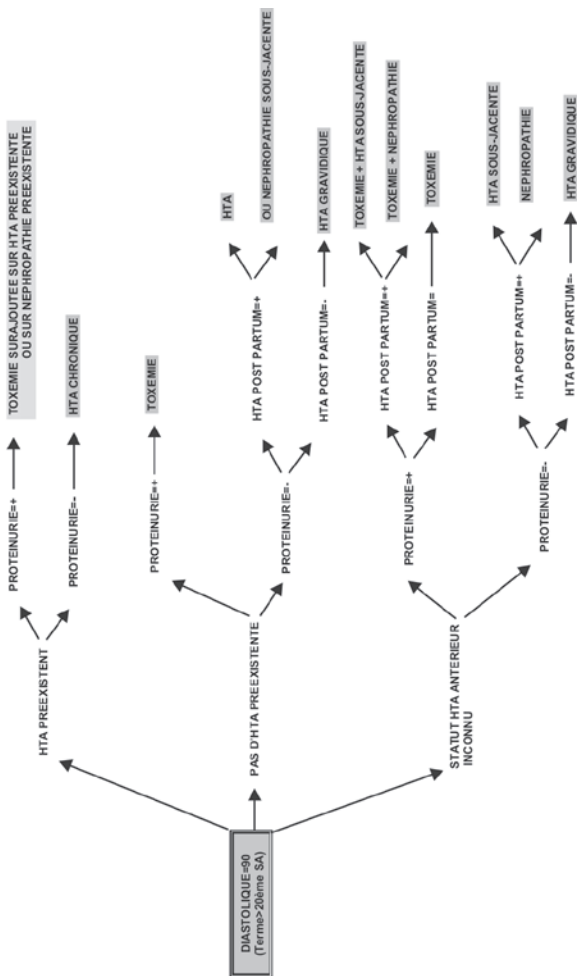 DIASTOLIQUE=90
(Terme>20ème SA)
HTA PREEXISTENT
PROTEINURIE=+
TOXEMIE SURAJOUTEE SUR HTA PREEXISTENTE
OU SUR NEPHROPATHIE PREEXISTENTE
PROTEINURIE=-
HTA CHRONIQUE
PAS D'HTA PREEXISTENTE
PROTEINURIE=+
TOXEMIE
PROTEINURIE=-
HTA POST PARTUM=+
HTA
OU NEPHROPATHIE SOUS-JACENTE
HTA POST PARTUM=-
HTA GRAVIDIQUE
STATUT HTA ANTERIEUR
INCONNU
PROTEINURIE=+
HTA POST PARTUM=+
TOXEMIE + HTA SOUS-JACENTE
TOXEMIE + NEPHROPATHIE
HTA POST PARTUM=
TOXEMIE
PROTEINURIE=-
HTA POST PARTUM=+
HTA SOUS-JACENTE
NEPHROPATHIE
HTA POST PARTUM=-
HTA GRAVIDIQUE